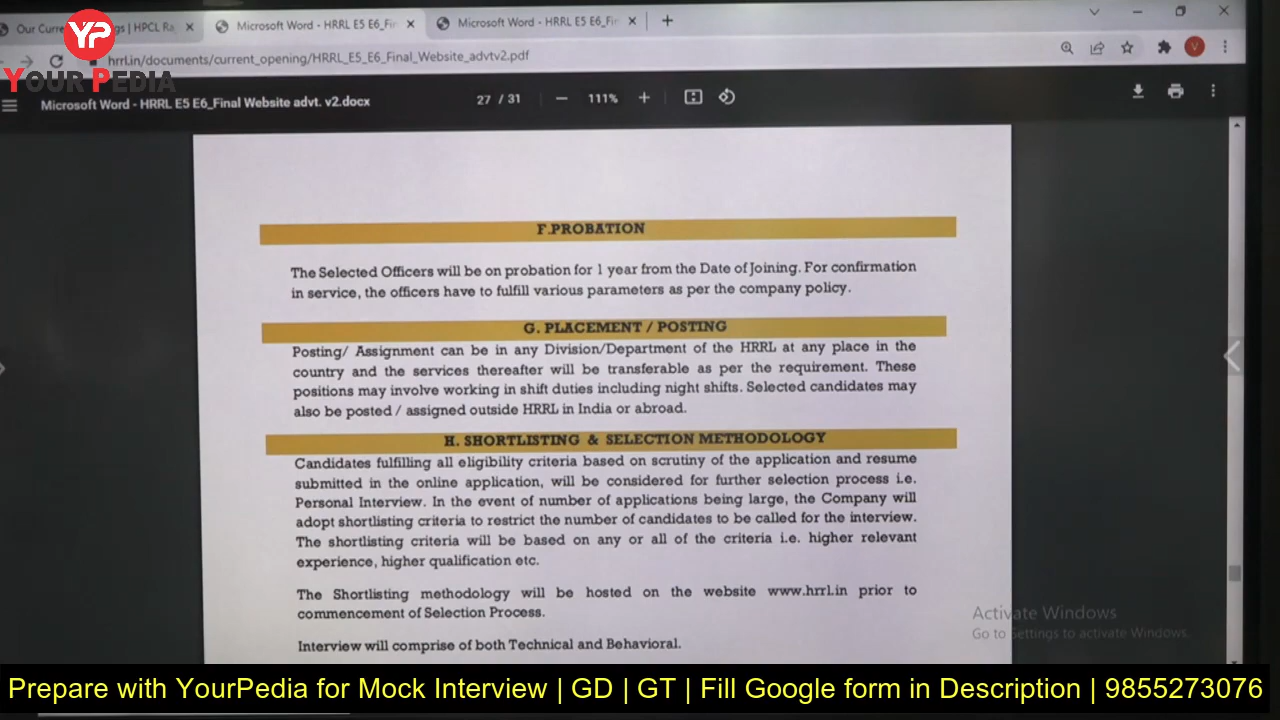 Our Curre
gs | HPCL Ra
Microsoft Word - HRRL E5 E6_Fin
Microsoft Word - HRRL E5 E6_Fin
YP
YOUR PEDIA
hrrl.in/documents/current_opening/HRRL_E5_E6_Final_Website_advtv2.pdf
V
Microsoft Word - HRRL E5 E6_Final Website advt. v2.docx
27 / 31
111%
F.PROBATION
The Selected Officers will be on probation for 1 year from the Date of Joining. For confirmation
in service, the officers have to fulfill various parameters as per the company policy.
G. PLACEMENT / POSTING
Posting/ Assignment can be in any Division/Department of the HRRL at any place in the
country and the services thereafter will be transferable as per the requirement. These
positions may involve working in shift duties including night shifts. Selected candidates may
also be posted / assigned outside HRRL in India or abroad.
H. SHORTLISTING & SELECTION METHODOLOGY
Candidates fulfilling all eligibility criteria based on scrutiny of the application and resume
submitted in the online application, will be considered for further selection process i.e.
Personal Interview. In the event of number of applications being large, the Company will
adopt shortlisting criteria to restrict the number of candidates to be called for the interview.
The shortlisting criteria will be based on any or all of the criteria i.e. higher relevant
experience, higher qualification etc.
The Shortlisting methodology will be hosted on the website www.hrrl.in prior to
commencement of Selection Process.
Interview will comprise of both Technical and Behavioral.
Activate Windows
Go to Settings to activate Windows.
Prepare with YourPedia for Mock Interview | GD | GT | Fill Google form in Description | 9855273076